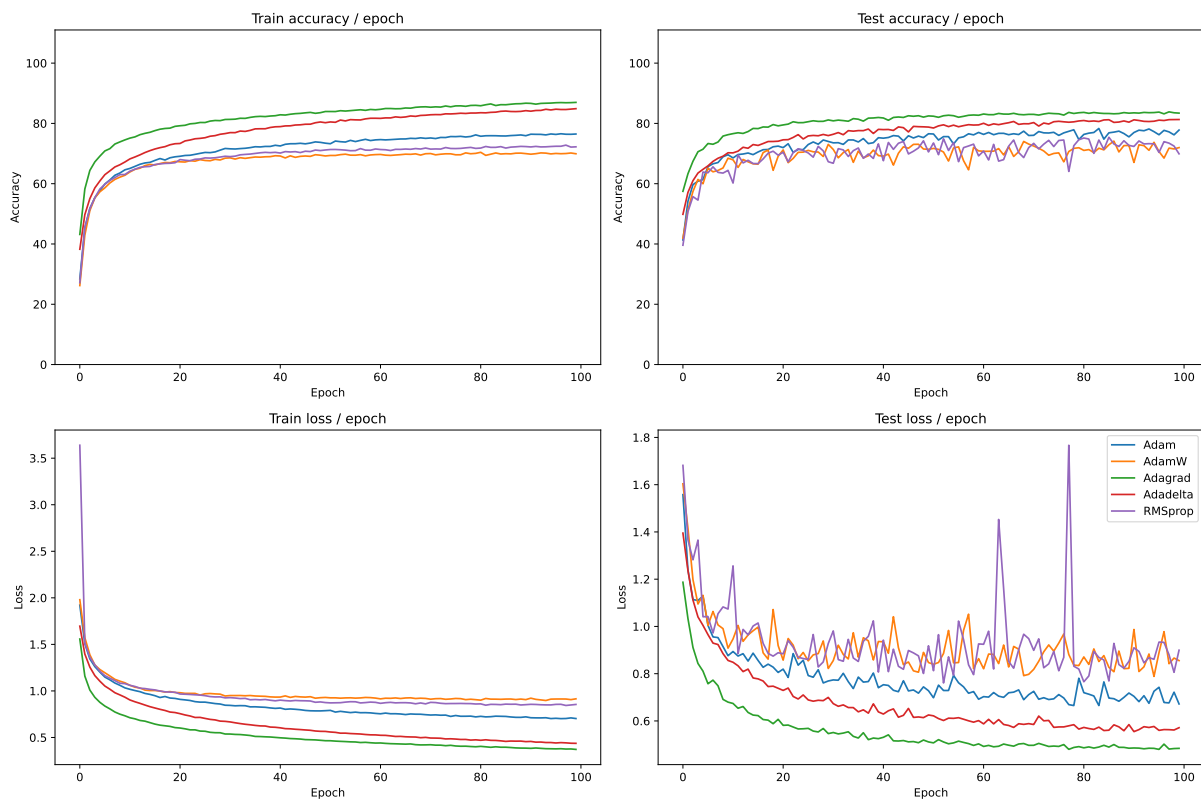 Train accuracy / epoch
100
80
60
40
20
0
Accuracy
0 20 40 60 80 100
Epoch
Test accuracy / epoch
100
80
60
40
20
0
Accuracy
0 20 40 60 80 100
Epoch
Train loss / epoch
3.5
3.0
2.5
2.0
1.5
1.0
0.5
Loss
0 20 40 60 80 100
Epoch
Test loss / epoch
1.8
1.6
1.4
1.2
1.0
0.8
0.6
Loss
Adam
AdamW
Adagrad
Adadelta
RMSprop
0 20 40 60 80 100
Epoch